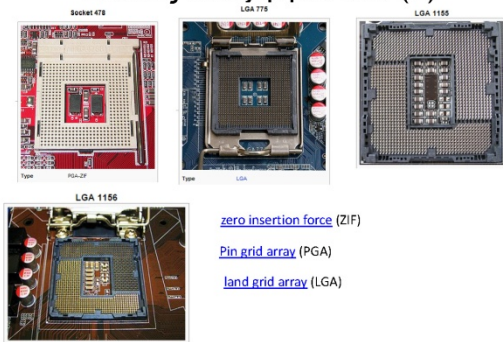 Socket 478
LGA 775
LGA 1155
Type PGA-ZIF
Type LGA
LGA 1156
zero insertion force (ZIF)
Pin grid array (PGA)
land grid array (LGA)